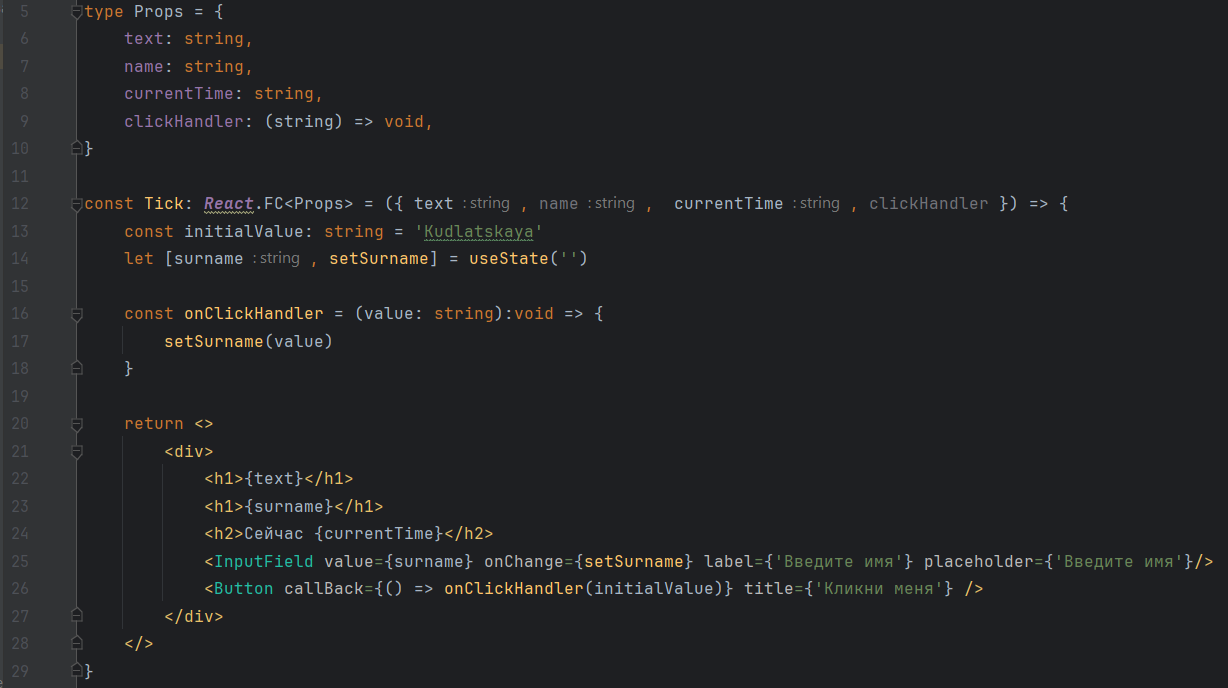 5 type Props = {
6 text: string,
7 name: string,
8 currentTime: string,
9 clickHandler: (string) => void,
10 }
11
12 const Tick: React.FC<Props> = ({ text : string , name : string , currentTime : string , clickHandler }) => {
13 const initialValue: string = 'Kudlatskaya'
14 let [surname : string , setSurname] = useState('')
15
16 const onClickHandler = (value: string):void => {
17 setSurname(value)
18 }
19
20 return <>
21 <div>
22 <h1>{text}</h1>
23 <h1>{surname}</h1>
24 <h2>Сейчас {currentTime}</h2>
25 <InputField value={surname} onChange={setSurname} label={'Введите имя'} placeholder={'Введите имя'}/>
26 <Button callBack={() => onClickHandler(initialValue)} title={'Кликни меня'} />
27 </div>
28 </>
29 }